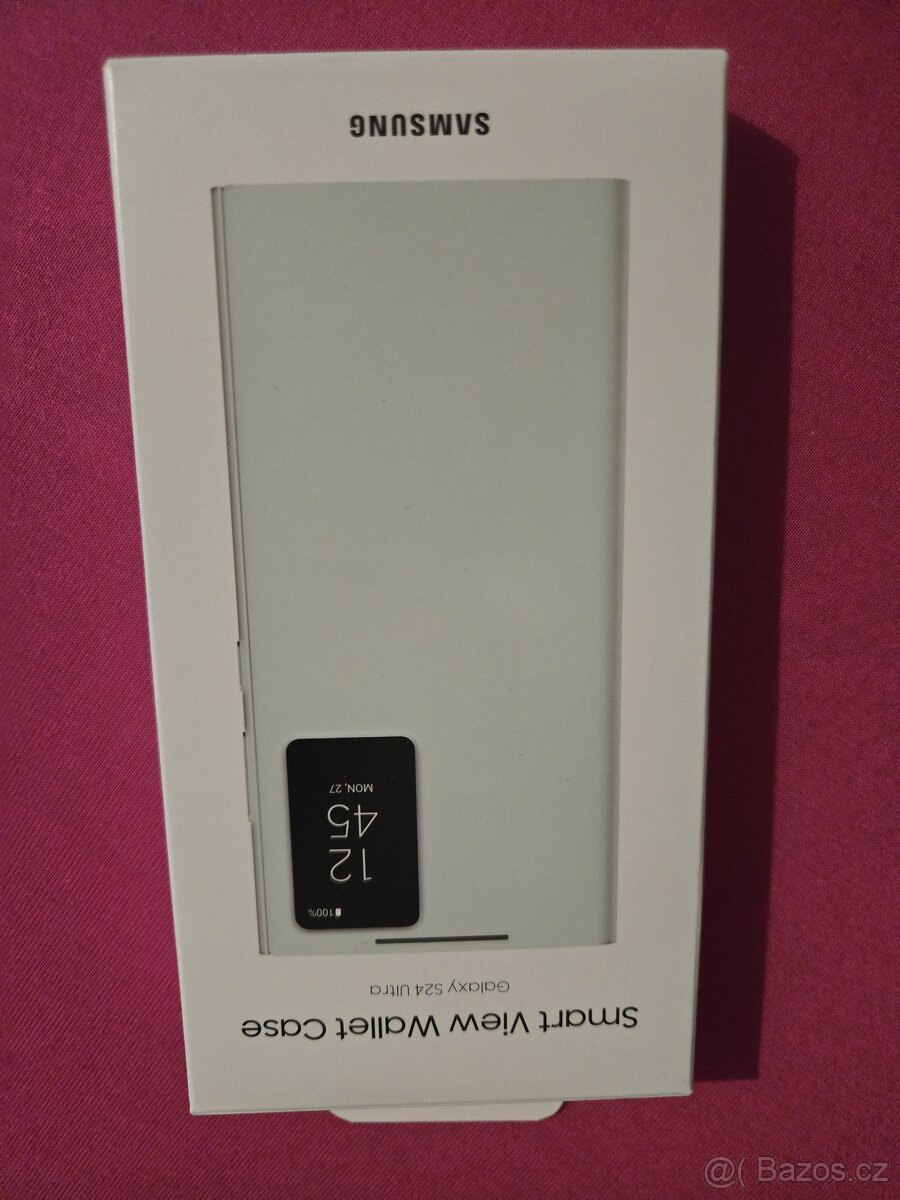 Smart View Wallet Case
Galaxy S24 Ultra
100%
12
45
MON, 27
SAMSUNG
@( Bazos.cz